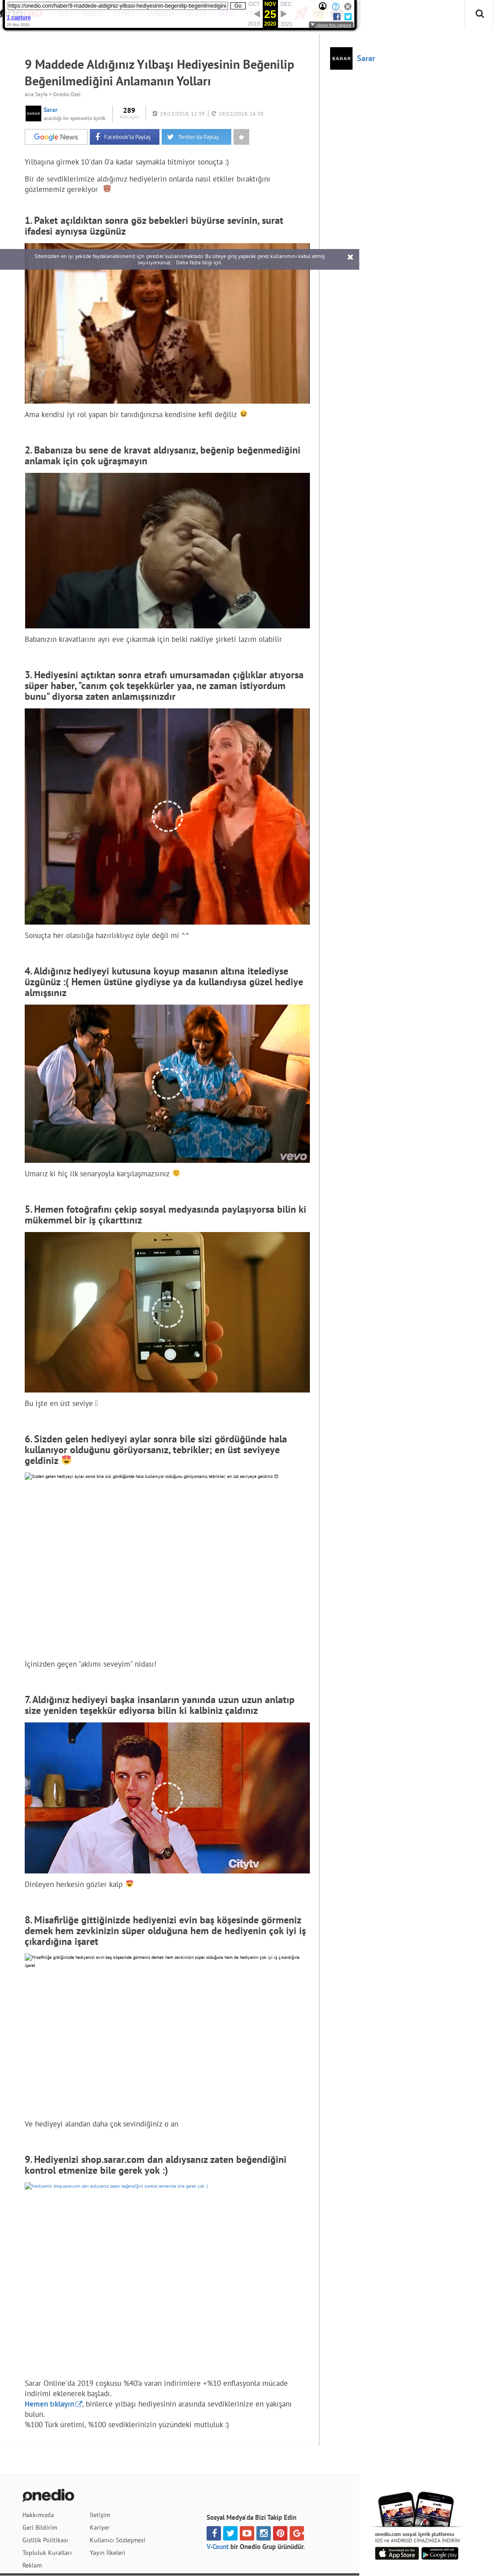 https://onedio.com/haber/9-maddede-aldiginiz-yilbasi-hediyesinin-begenilip-begenilmedigini
Go
OCT NOV DEC
25
2019 2020 2021
1 capture
25 Nov 2020
About this capture
Sarar
9 Maddede Aldığınız Yılbaşı Hediyesinin Beğenilip Beğenilmediğini Anlamanın Yolları
Ana Sayfa > Onedio Özel
SARAR
Sarar
aracılığı ile sponsorlu içerik
289
PAYLAŞIM
19/12/2018, 12:59
19/12/2018, 16:30
Google News
Facebook'ta Paylaş
Twitter'da Paylaş
Yılbaşına girmek 10'dan 0'a kadar saymakla bitmiyor sonuçta :)
Bir de sevdiklerimize aldığımız hediyelerin onlarda nasıl etkiler bıraktığını
gözlememiz gerekiyor
1. Paket açıldıktan sonra göz bebekleri büyürse sevinin, surat
ifadesi aynıysa üzgünüz
Sitemizden en iyi şekilde faydalanabilmeniz için çerezler kullanılmaktadır. Bu siteye giriş yaparak çerez kullanımını kabul etmiş
sayılıyorsunuz. Daha fazla bilgi için
Ama kendisi iyi rol yapan bir tanıdığınızsa kendisine kefil değiliz
2. Babanıza bu sene de kravat aldıysanız, beğenip beğenmediğini
anlamak için çok uğraşmayın
Babanızın kravatlarını ayrı eve çıkarmak için belki nakliye şirketi lazım olabilir
3. Hediyesini açtıktan sonra etrafı umursamadan çığlıklar atıyorsa
süper haber, "canım çok teşekkürler yaa, ne zaman istiyordum
bunu" diyorsa zaten anlamışsınızdır
Sonuçta her olasılığa hazırlıklıyız öyle değil mi ^^
4. Aldığınız hediyeyi kutusuna koyup masanın altına itelediyse
üzgünüz :( Hemen üstüne giydiyse ya da kullandıysa güzel hediye
almışsınız
vevo
Umarız ki hiç ilk senaryoyla karşılaşmazsınız
5. Hemen fotoğrafını çekip sosyal medyasında paylaşıyorsa bilin ki
mükemmel bir iş çıkarttınız
Bu işte en üst seviye
6. Sizden gelen hediyeyi aylar sonra bile sizi gördüğünde hala
kullanıyor olduğunu görüyorsanız, tebrikler; en üst seviyeye
geldiniz 😍
Sizden gelen hediyeyi aylar sonra bile sizi gördüğünde hala kullanıyor olduğunu görüyorsanız, tebrikler; en üst seviyeye geldiniz 😍
İçinizden geçen "aklımı seveyim" nidası!
7. Aldığınız hediyeyi başka insanların yanında uzun uzun anlatıp
size yeniden teşekkür ediyorsa bilin ki kalbiniz çaldınız
Citytv
Dinleyen herkesin gözler kalp 😍
8. Misafirliğe gittiğinizde hediyenizi evin baş köşesinde görmeniz
demek hem zevkinizin süper olduğuna hem de hediyenin çok iyi iş
çıkardığına işaret
Misafirliğe gittiğinizde hediyenizi evin baş köşesinde görmeniz demek hem zevkinizin süper olduğuna hem de hediyenin çok iyi iş çıkardığına
işaret
Ve hediyeyi alandan daha çok sevindiğiniz o an
9. Hediyenizi shop.sarar.com dan aldıysanız zaten beğendiğini
kontrol etmenize bile gerek yok :)
Hediyenizi shop.sarar.com dan aldıysanız zaten beğendiğini kontrol etmenize bile gerek yok :)
Sarar Online'da 2019 coşkusu %40'a varan indirimlere +%10 enflasyonla mücade
indirimi eklenerek başladı.
Hemen tıklayın, binlerce yılbaşı hediyesinin arasında sevdiklerinize en yakışanı
bulun.
%100 Türk üretimi, %100 sevdiklerinizin yüzündeki mutluluk :)
onedio
Hakkımızda
İletişim
Geri Bildirim
Kariyer
Gizlilik Politikası
Kullanıcı Sözleşmesi
Topluluk Kuralları
Yayın İlkeleri
Reklam
Sosyal Medya'da Bizi Takip Edin
V-Count bir Onedio Grup ürünüdür.
onedio.com sosyal içerik platformu
IOS ve ANDROID CİHAZINIZA İNDİRİN
App Store
Google play